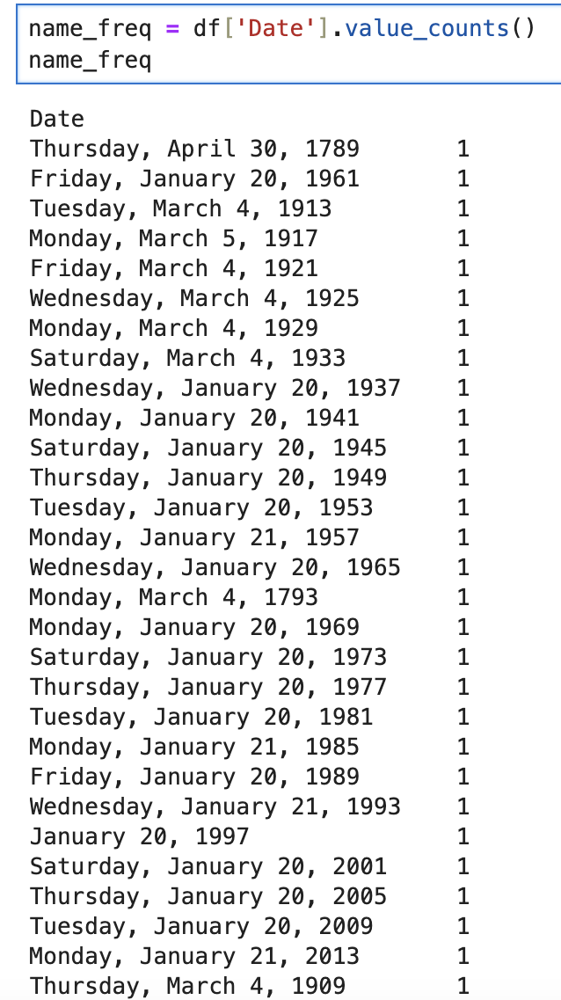 name_freq = df['Date'].value_counts()
name_freq
Date
Thursday, April 30, 1789 1
Friday, January 20, 1961 1
Tuesday, March 4, 1913 1
Monday, March 5, 1917 1
Friday, March 4, 1921 1
Wednesday, March 4, 1925 1
Monday, March 4, 1929 1
Saturday, March 4, 1933 1
Wednesday, January 20, 1937 1
Monday, January 20, 1941 1
Saturday, January 20, 1945 1
Thursday, January 20, 1949 1
Tuesday, January 20, 1953 1
Monday, January 21, 1957 1
Wednesday, January 20, 1965 1
Monday, March 4, 1793 1
Monday, January 20, 1969 1
Saturday, January 20, 1973 1
Thursday, January 20, 1977 1
Tuesday, January 20, 1981 1
Monday, January 21, 1985 1
Friday, January 20, 1989 1
Wednesday, January 21, 1993 1
January 20, 1997 1
Saturday, January 20, 2001 1
Thursday, January 20, 2005 1
Tuesday, January 20, 2009 1
Monday, January 21, 2013 1
Thursday, March 4, 1909 1